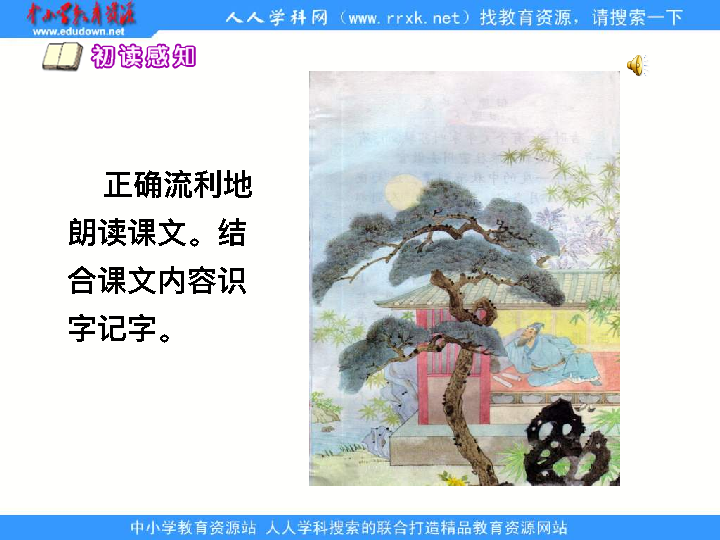 中小学教育资源
www.edudown.net
人人学科网（www.rrxk.net）找教育资源，请搜索一下
初读感知
正确流利地
朗读课文。结
合课文内容识
字记字。
中小学教育资源站 人人学科搜索的联合打造精品教育资源网站